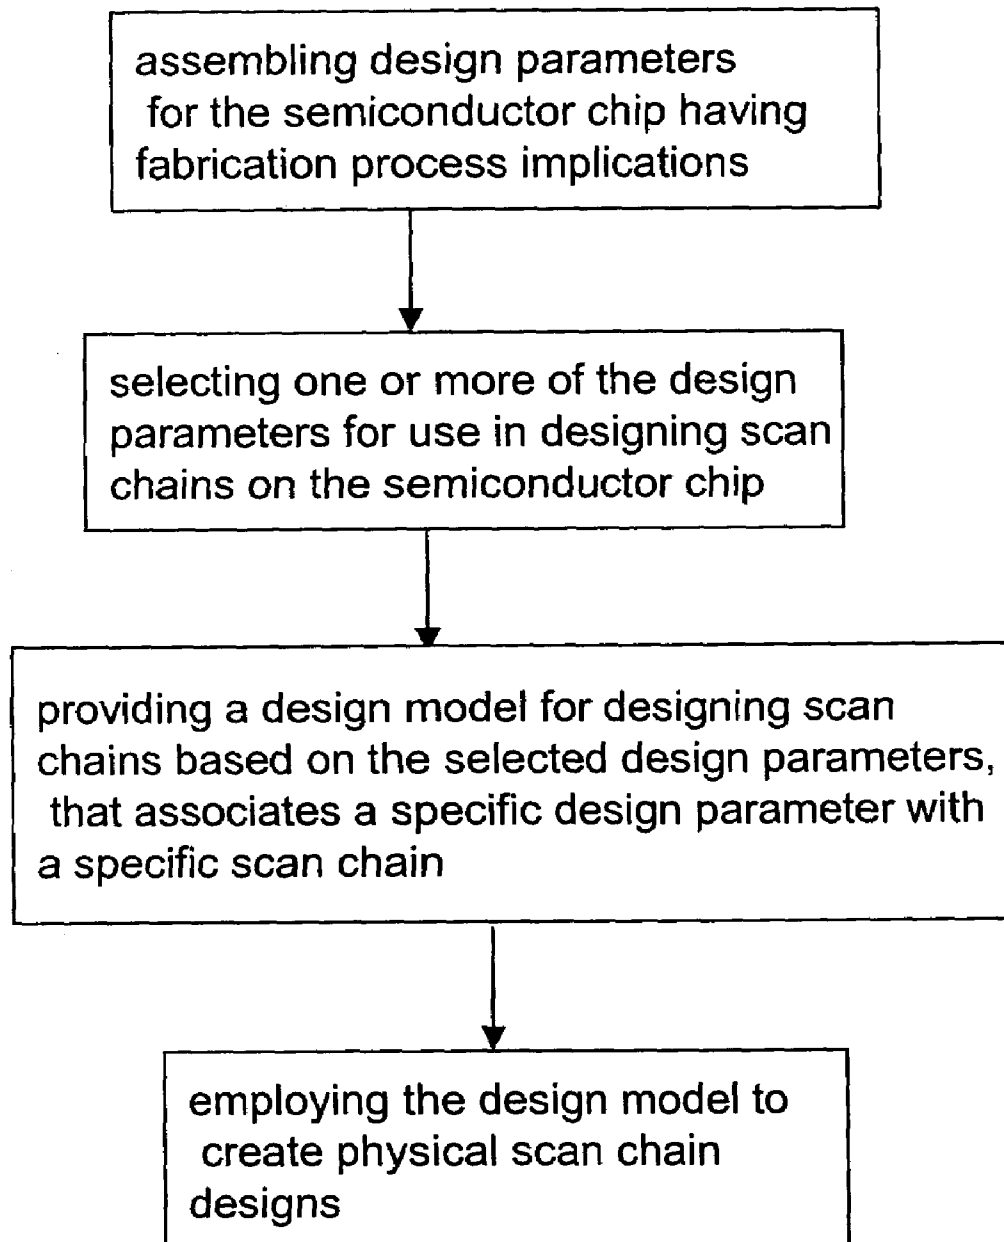 assembling design parameters
for the semiconductor chip having
fabrication process implications
selecting one or more of the design
parameters for use in designing scan
chains on the semiconductor chip
providing a design model for designing scan
chains based on the selected design parameters,
that associates a specific design parameter with
a specific scan chain
employing the design model to
create physical scan chain
designs